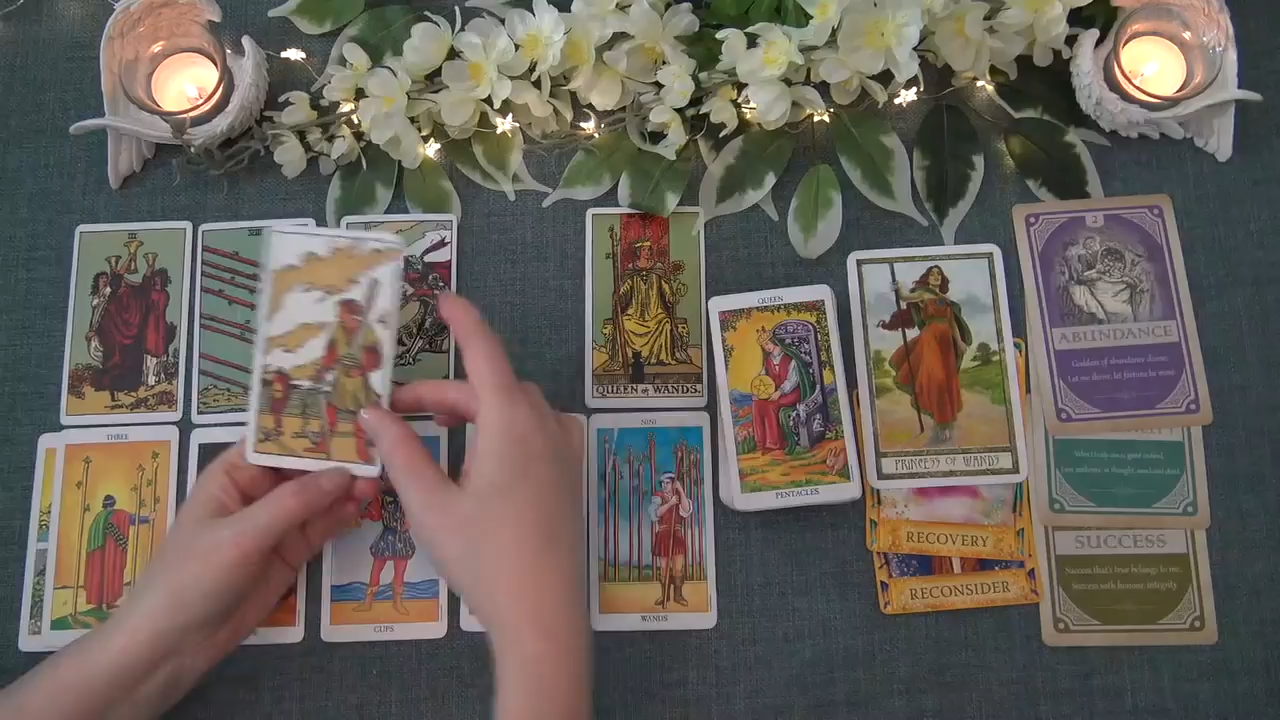 III
QUEEN of WANDS.
THREE
CUPS
NINE
WANDS
QUEEN
PENTACLES
PRINCESS OF WANDS
RECOVERY
RECONSIDER
2
ABUNDANCE
Goddess of abundance divine,
Let me thrive, let fortune be mine.
SUCCESS
Success that's true belongs to me,
Success with honour, integrity.